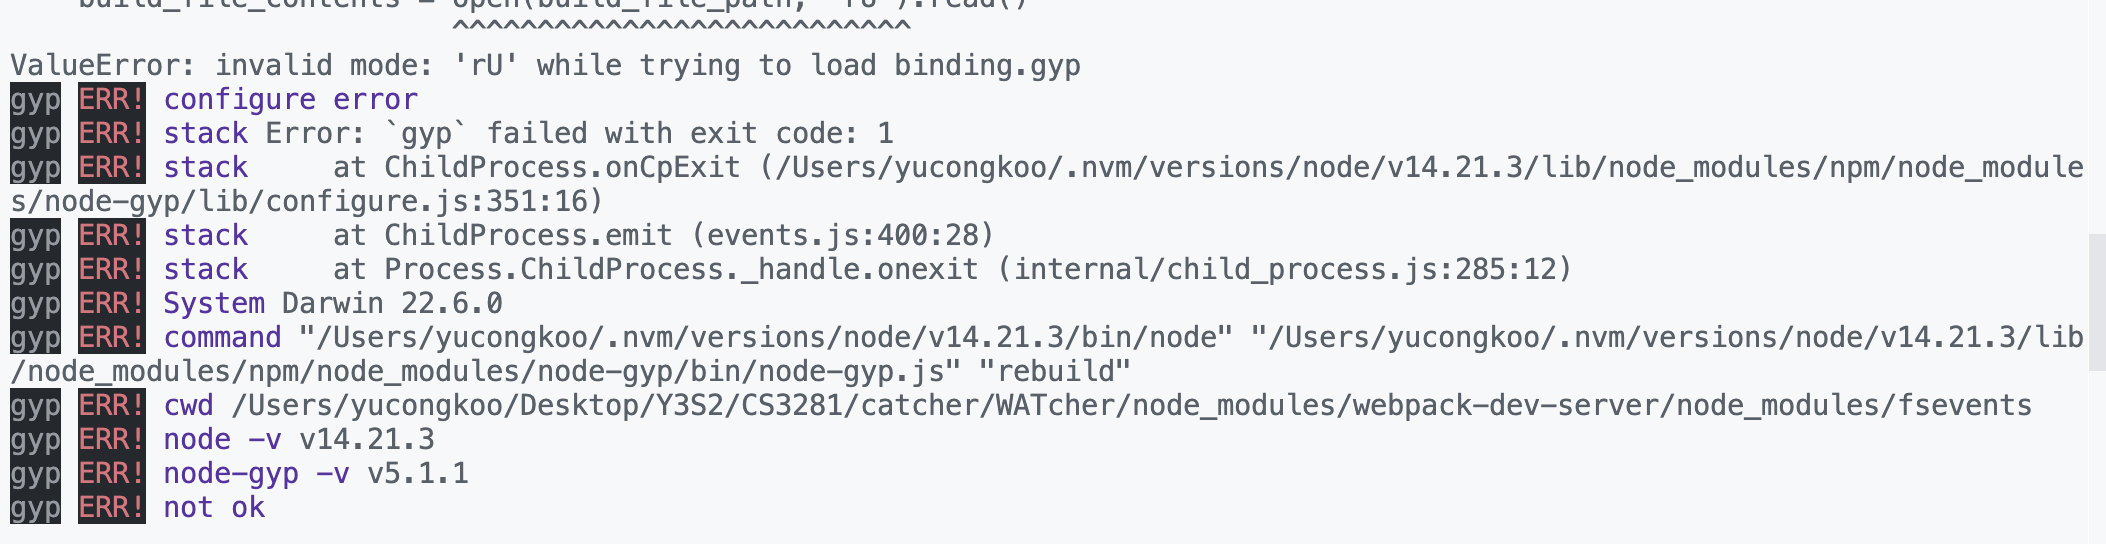 build_file_contents = open(build_file_path, 'rU').read()
^^^^^^^^^^^^^^^^^^^^^^^^^^^
ValueError: invalid mode: 'rU' while trying to load binding.gyp
gyp ERR! configure error
gyp ERR! stack Error: `gyp` failed with exit code: 1
gyp ERR! stack     at ChildProcess.onCpExit (/Users/yucongkoo/.nvm/versions/node/v14.21.3/lib/node_modules/npm/node_module
s/node-gyp/lib/configure.js:351:16)
gyp ERR! stack     at ChildProcess.emit (events.js:400:28)
gyp ERR! stack     at Process.ChildProcess._handle.onexit (internal/child_process.js:285:12)
gyp ERR! System Darwin 22.6.0
gyp ERR! command "/Users/yucongkoo/.nvm/versions/node/v14.21.3/bin/node" "/Users/yucongkoo/.nvm/versions/node/v14.21.3/lib
/node_modules/npm/node_modules/node-gyp/bin/node-gyp.js" "rebuild"
gyp ERR! cwd /Users/yucongkoo/Desktop/Y3S2/CS3281/catcher/WATcher/node_modules/webpack-dev-server/node_modules/fsevents
gyp ERR! node -v v14.21.3
gyp ERR! node-gyp -v v5.1.1
gyp ERR! not ok